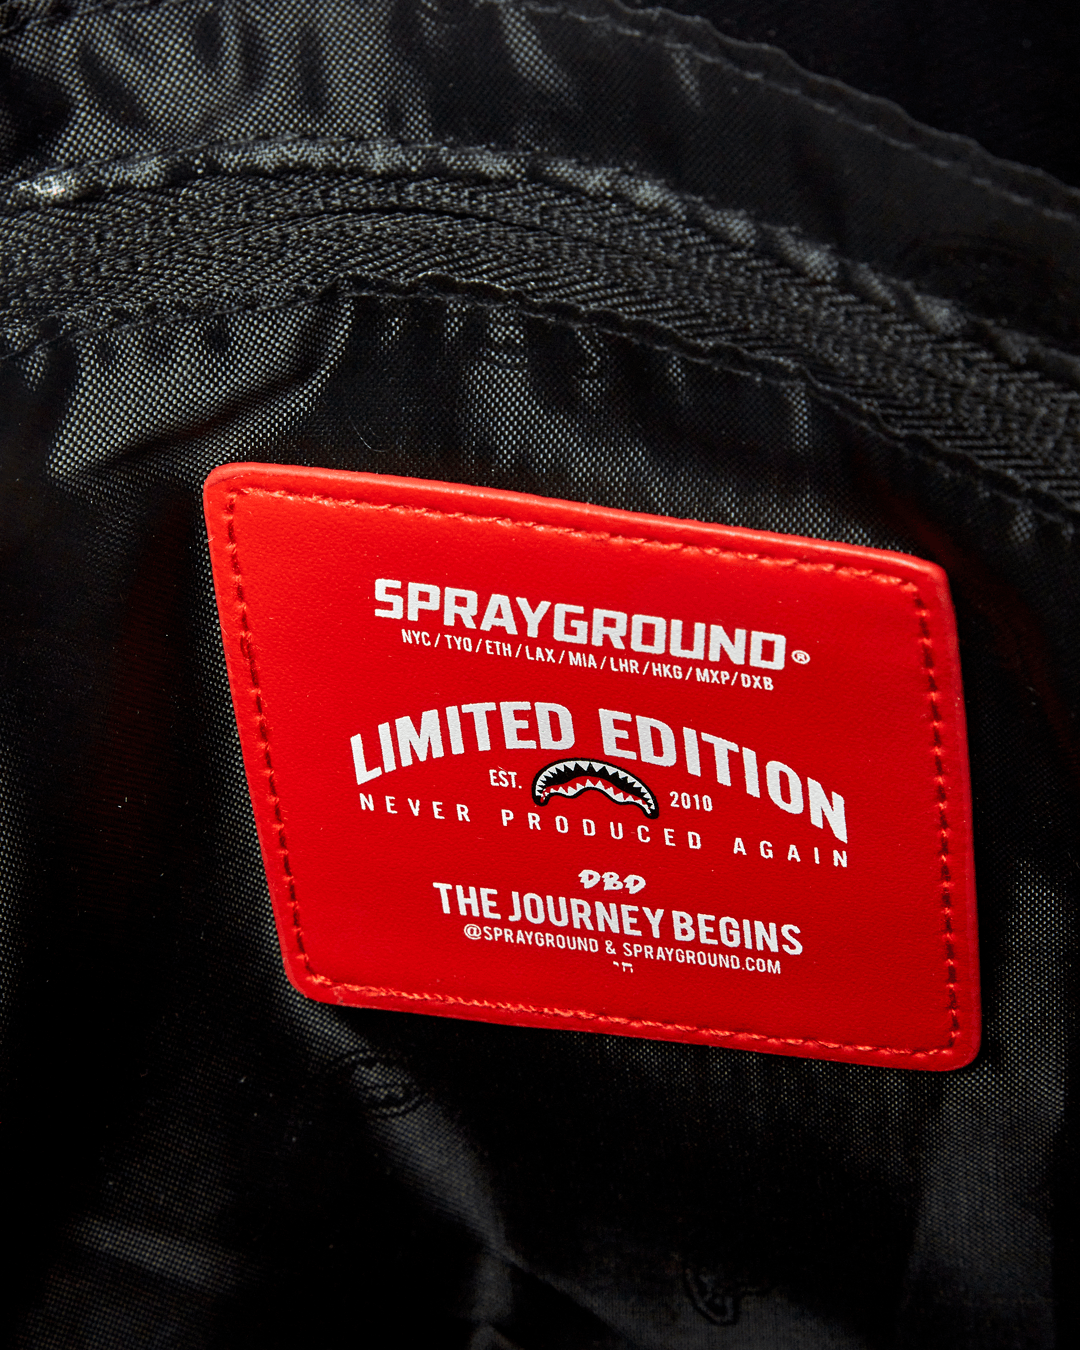 SPRAYGROUND®
NYC / TYO / ETH / LAX / MIA / LHR / HKG / MXP / DXB
LIMITED EDITION
EST. 2010
NEVER PRODUCED AGAIN
DBD
THE JOURNEY BEGINS
@SPRAYGROUND & SPRAYGROUND.COM